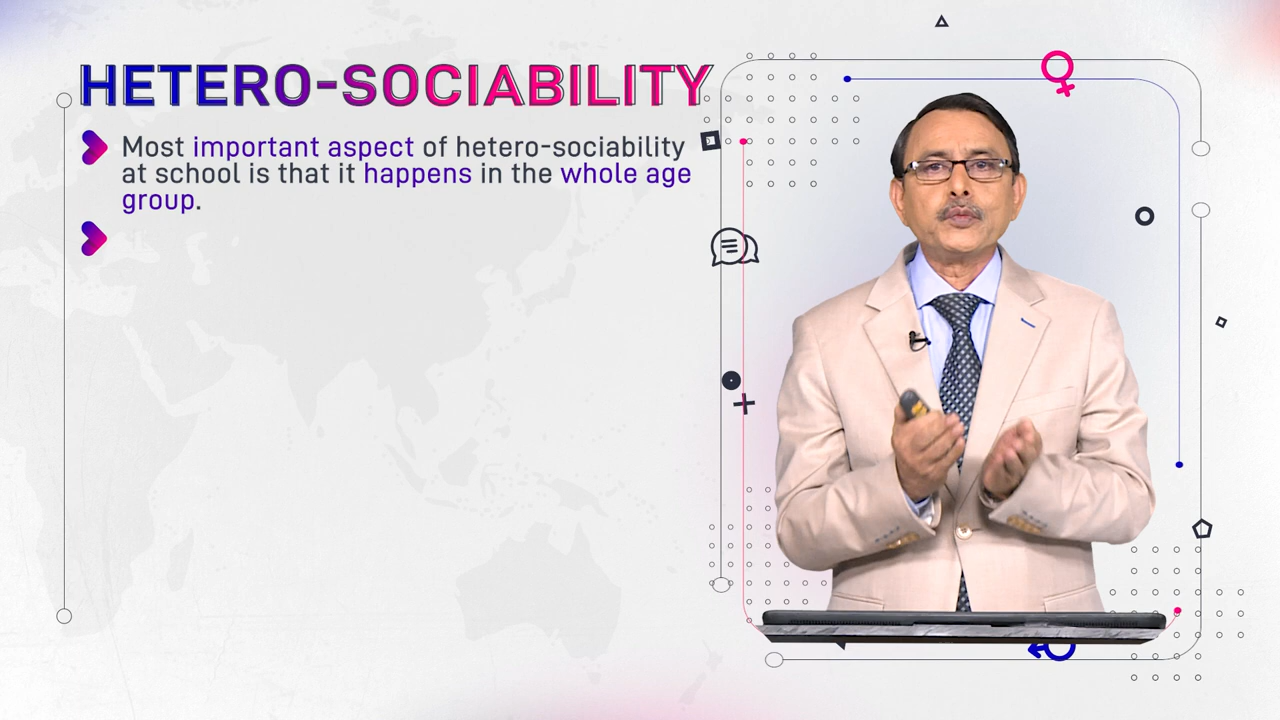 HETERO-SOCIABILITY
Most important aspect of hetero-sociability
at school is that it happens in the whole age
group.